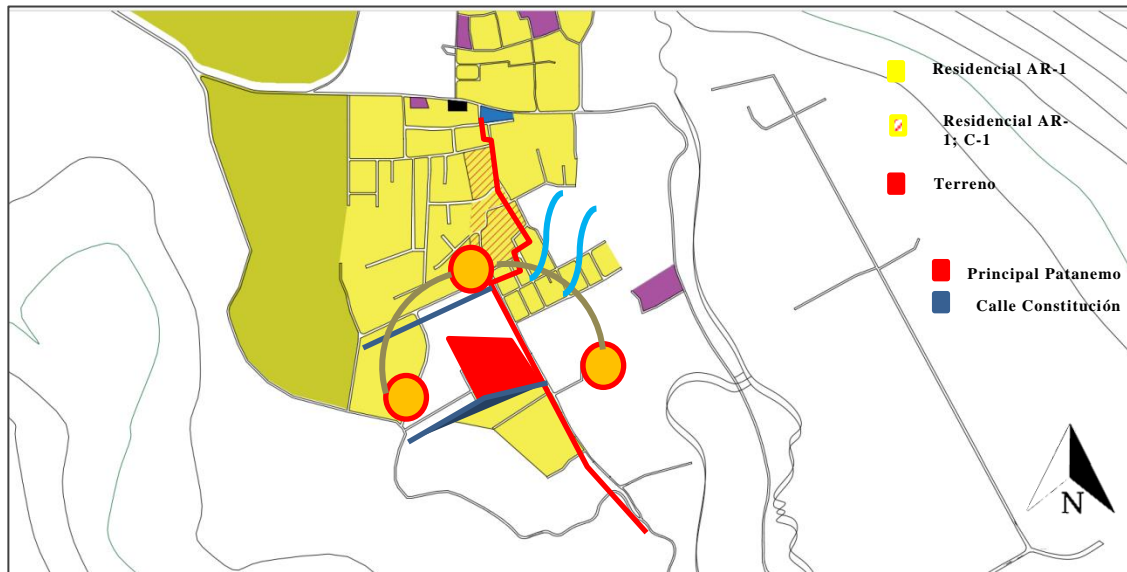 Residencial AR-1
Residencial AR-
1; C-1
Terreno
Principal Patanemo
Calle Constitución
N